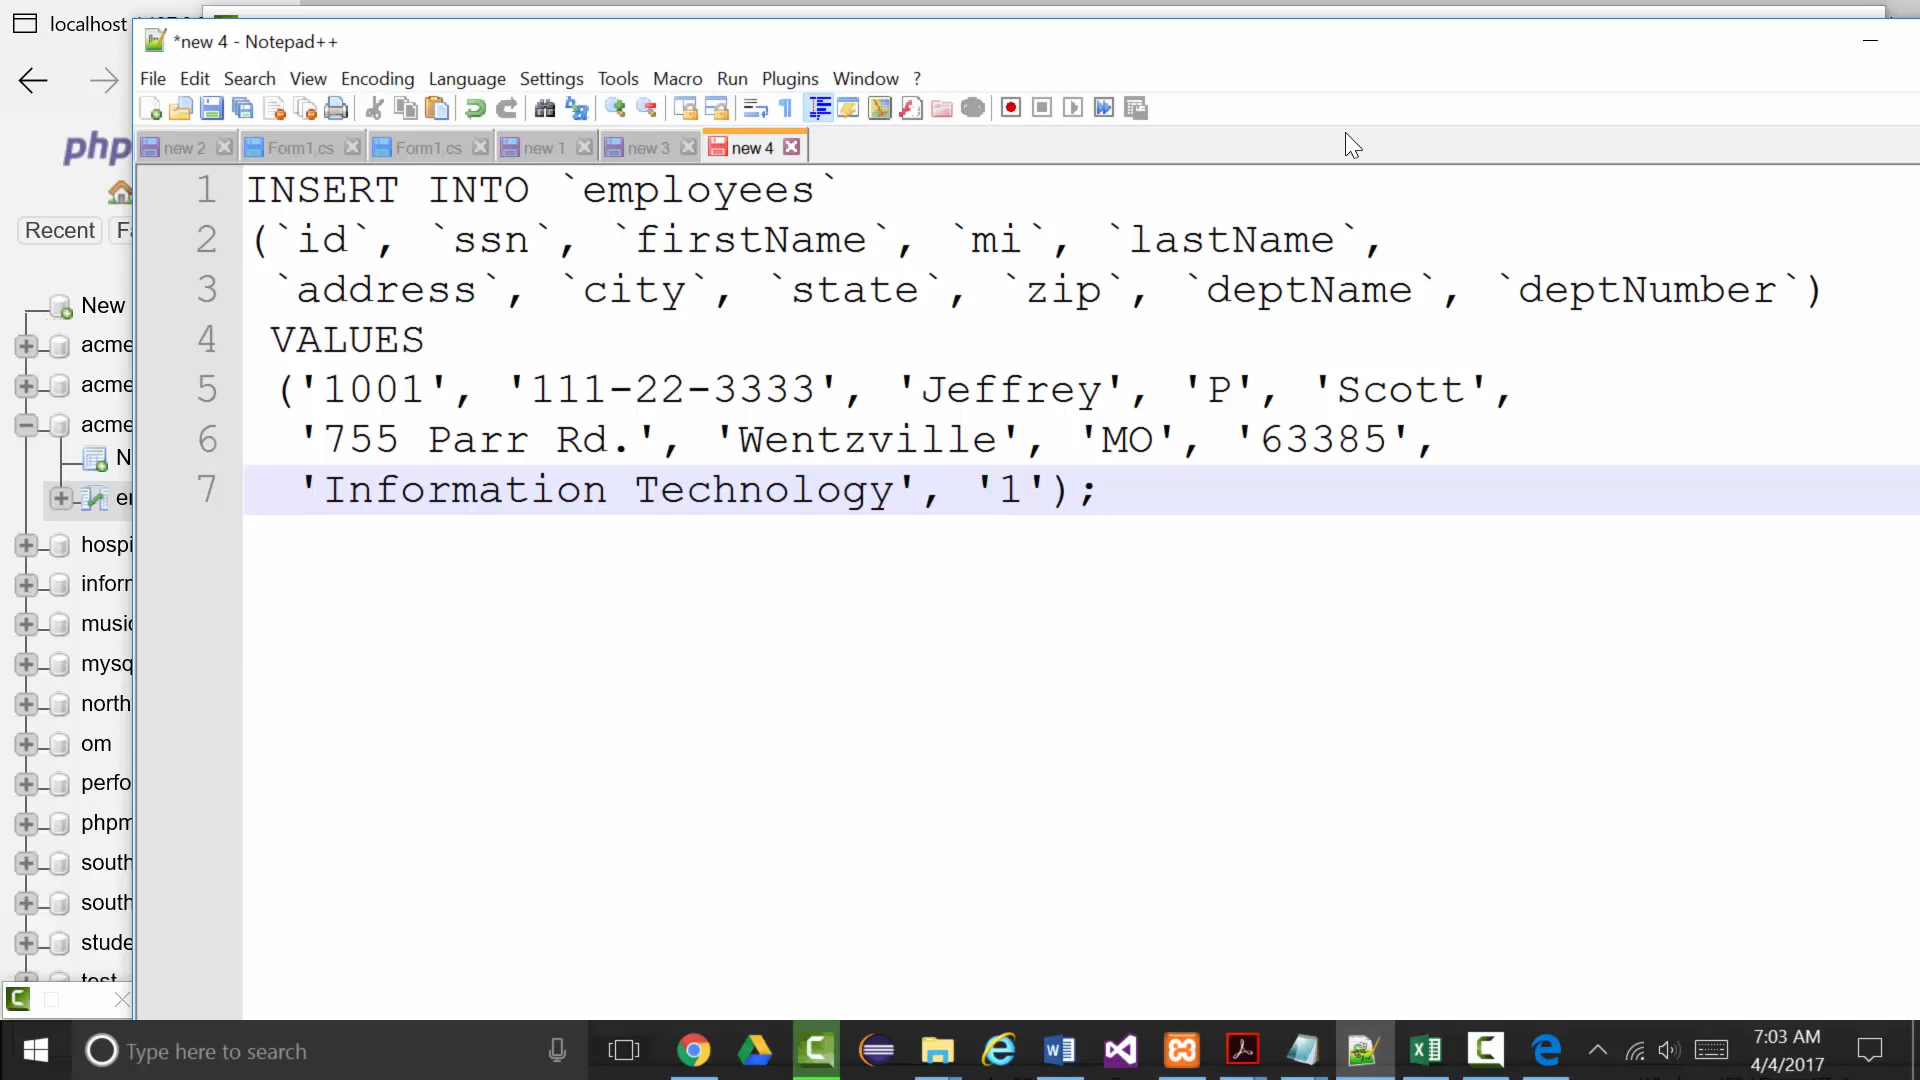 localhost
*new 4 - Notepad++
File Edit Search View Encoding Language Settings Tools Macro Run Plugins Window ?
new 2 Form1.cs Form1.cs new 1 new 3 new 4
php
Recent
New
acme
acme
acme
N
hospi
inform
music
mysq
north
om
perfo
phpm
south
south
stude
test
1 INSERT INTO `employees`
2 (`id`, `ssn`, `firstName`, `mi`, `lastName`,
3 `address`, `city`, `state`, `zip`, `deptName`, `deptNumber`)
4 VALUES
5 ('1001', '111-22-3333', 'Jeffrey', 'P', 'Scott',
6 '755 Parr Rd.', 'Wentzville', 'MO', '63385',
7 'Information Technology', '1');
Type here to search
7:03 AM
4/4/2017